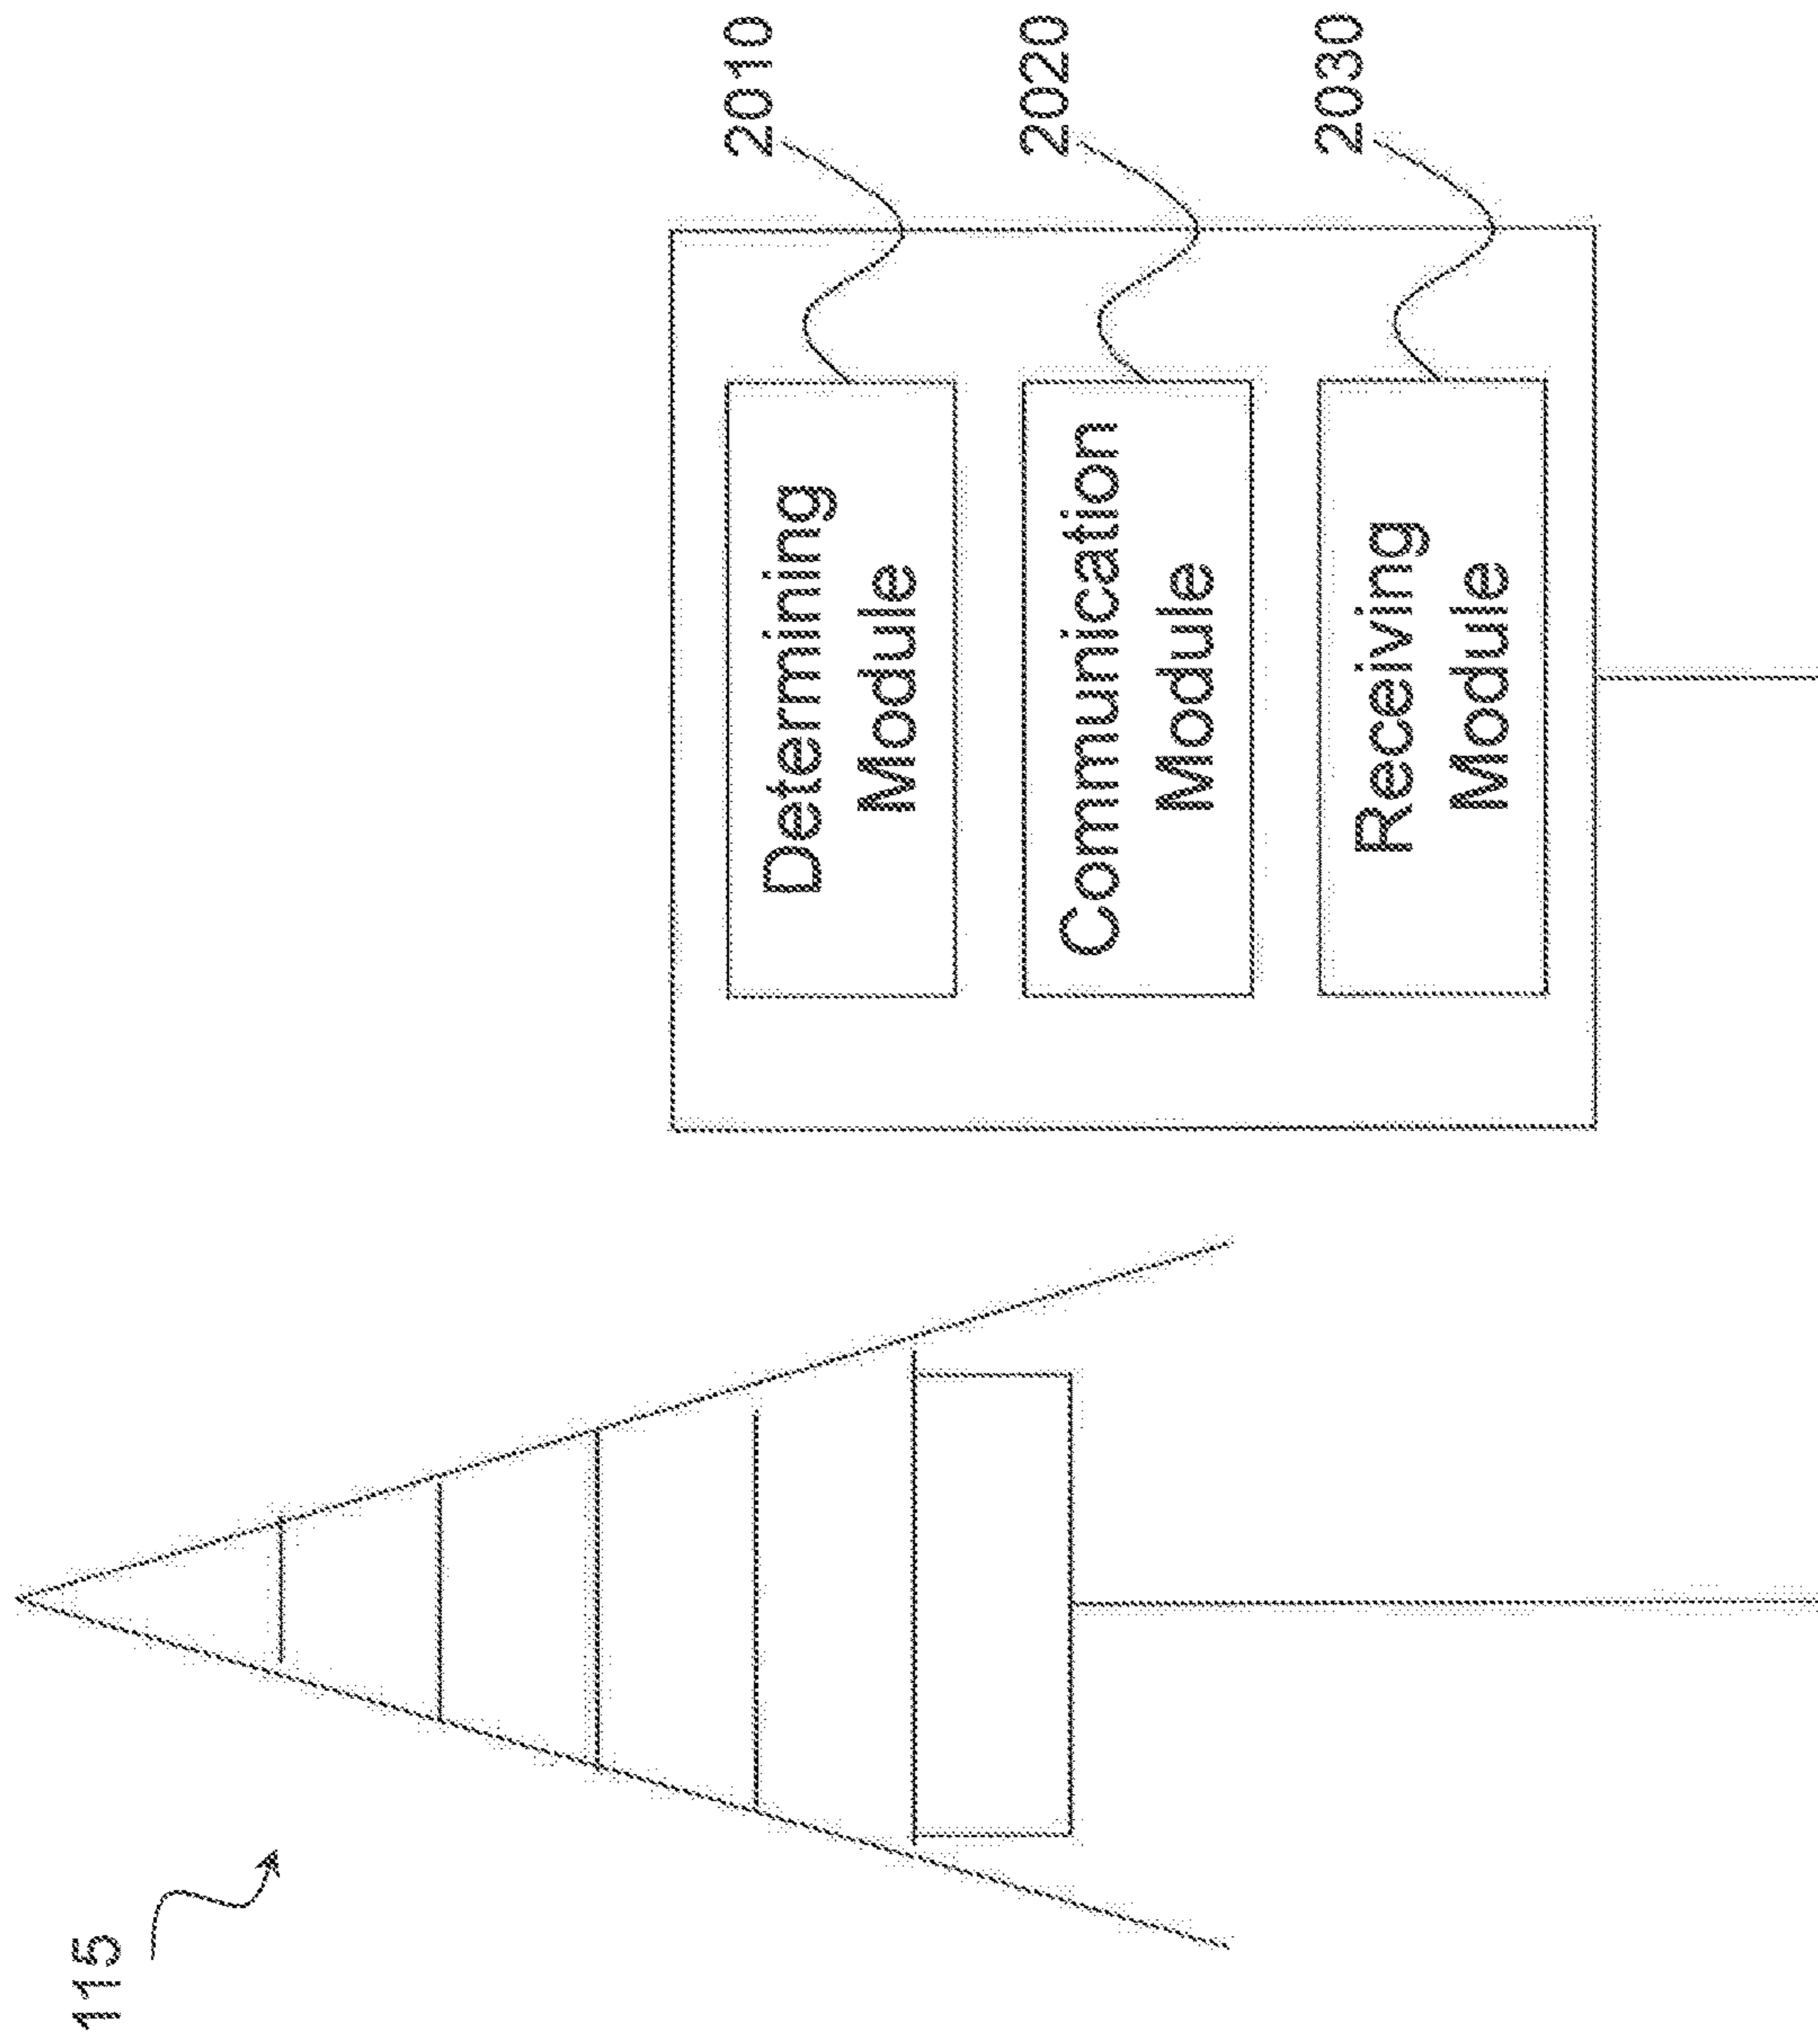 115
Determining
Module
2010
Communication
Module
2020
Receiving
Module
2030